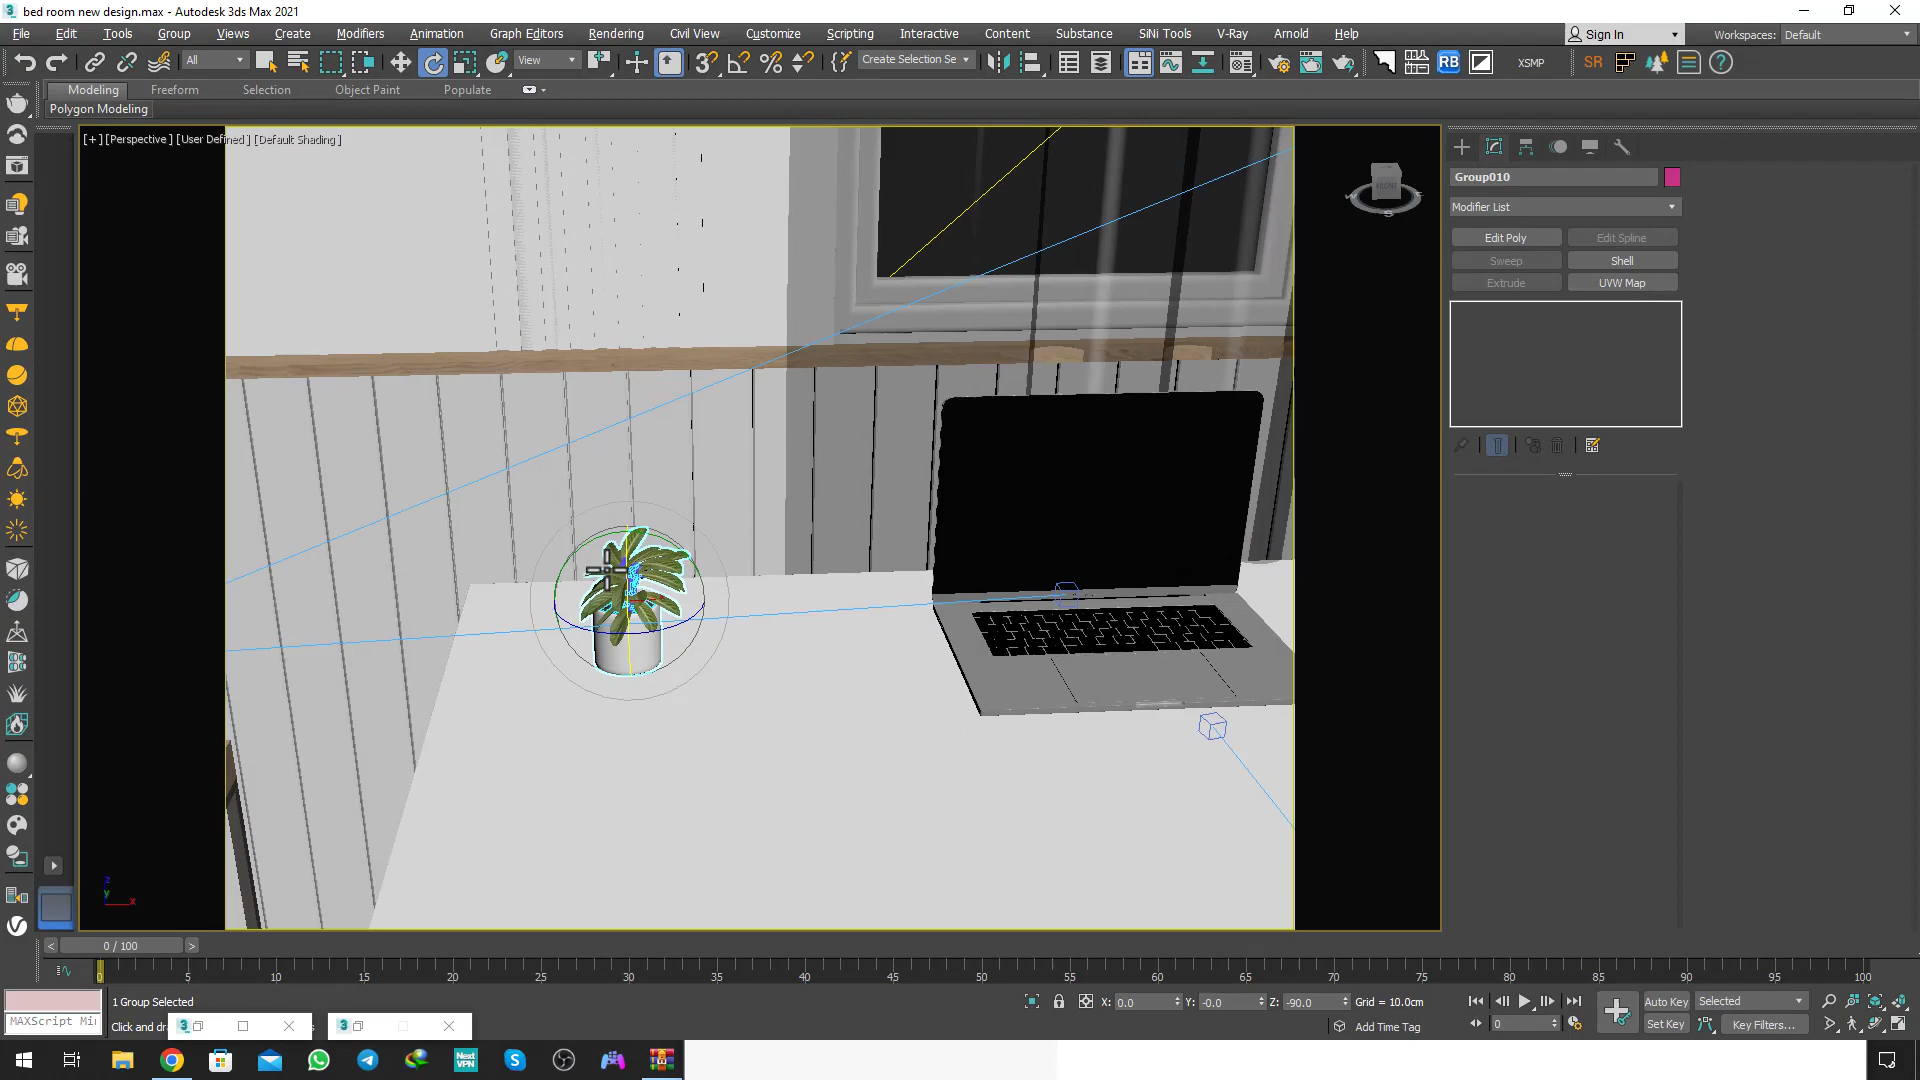 bed room new design.max - Autodesk 3ds Max 2021
File Edit Tools Group Views Create Modifiers Animation Graph Editors Rendering Civil View Customize Scripting Interactive Content Substance SiNi Tools V-Ray Arnold Help Sign In Workspaces: Default
All View Create Selection Se RB XSMP SR
Modeling Freeform Selection Object Paint Populate
Polygon Modeling
[+] [Perspective ] [User Defined ] [Default Shading ]
FRONT
S
Group010
Modifier List
Edit Poly Edit Spline
Sweep Shell
Extrude UVW Map
z
y
x
< 0 / 100 >
0 5 10 15 20 25 30 35 40 45 50 55 60 65 70 75 80 85 90 95 100
1 Group Selected X: 0.0 Y: -0.0 Z: -90.0 Grid = 10.0cm Auto Key Selected
MAXScript Mi Click and dra Add Time Tag 0 Set Key Key Filters...
Next
VPN